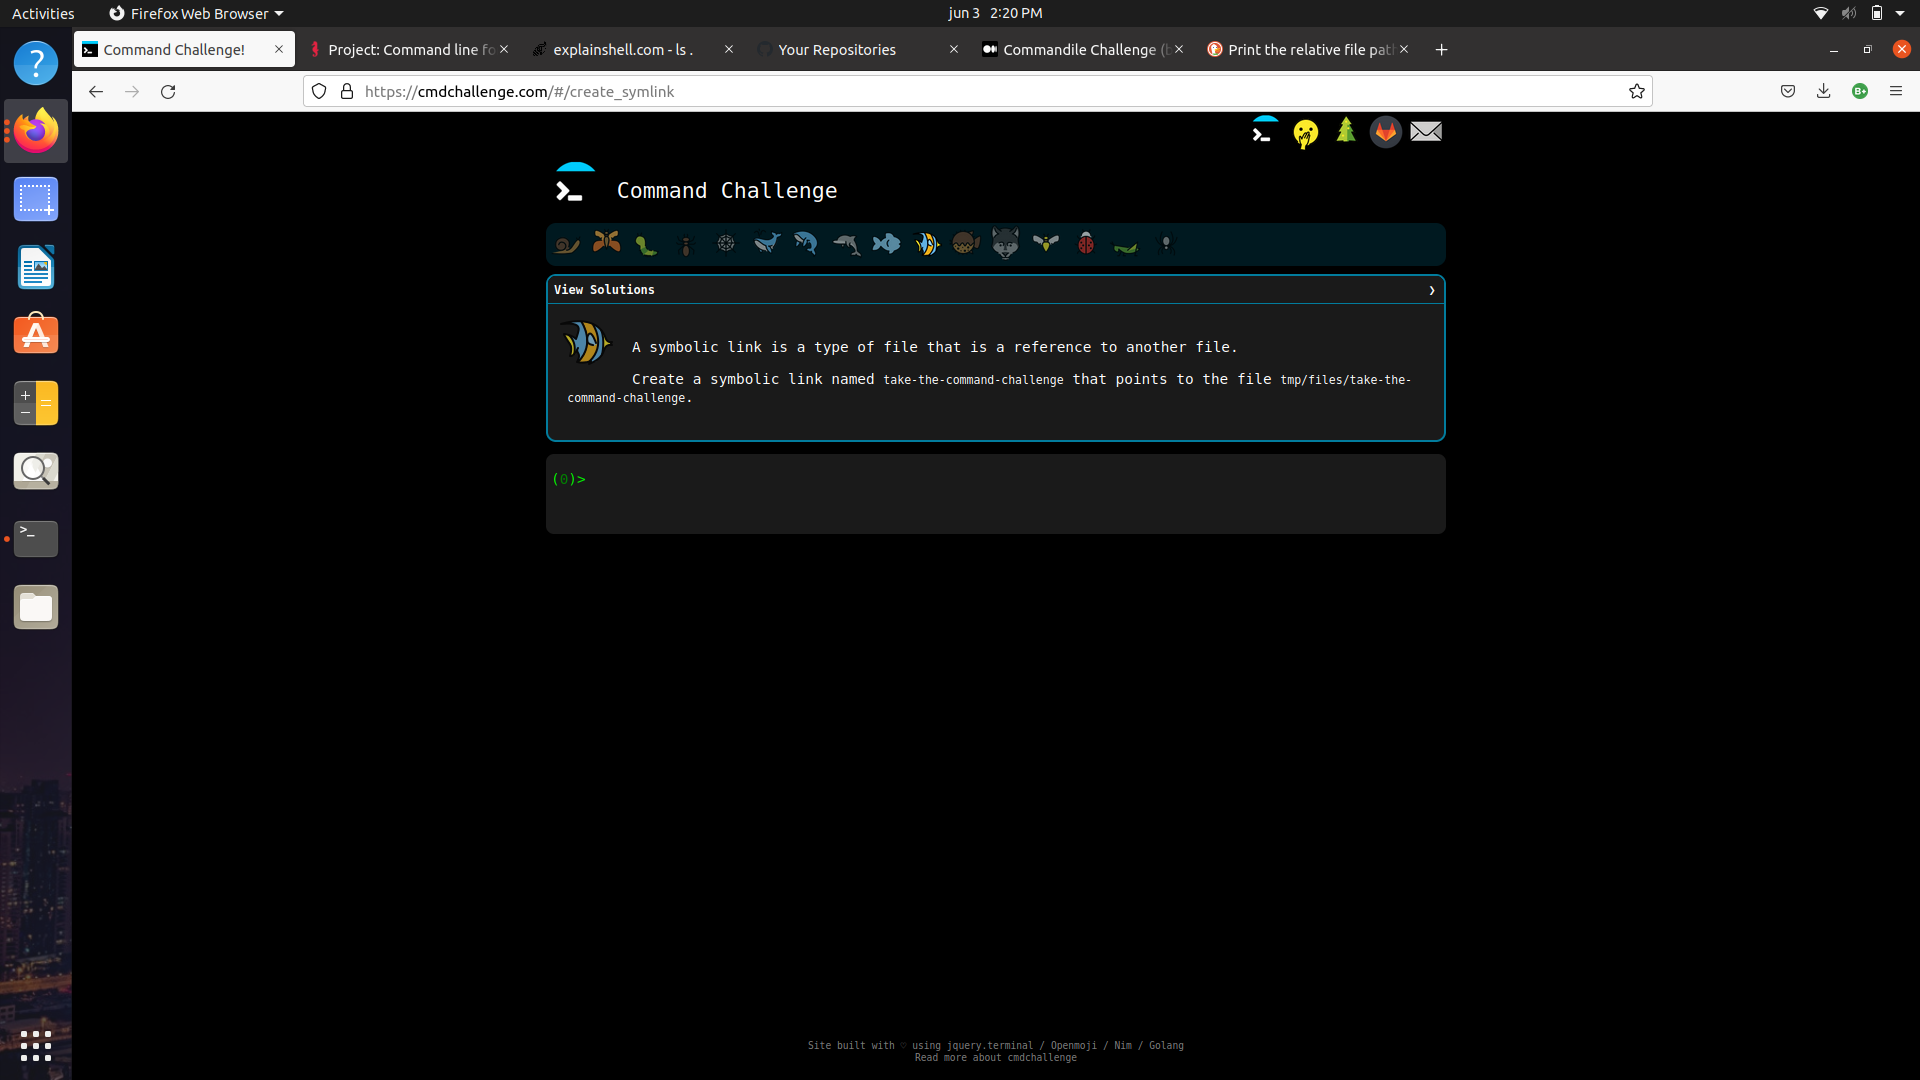 Activities
Firefox Web Browser
jun 3 2:20 PM
Command Challenge!
Project: Command line fo
explainshell.com - ls .
Your Repositories
Commandile Challenge (b
Print the relative file pat
https://cmdchallenge.com/#/create_symlink
B+
Command Challenge
View Solutions
A symbolic link is a type of file that is a reference to another file.
Create a symbolic link named take-the-command-challenge that points to the file tmp/files/take-the-
command-challenge.
(0)>
Site built with ♡ using jquery.terminal / Openmoji / Nim / Golang
Read more about cmdchallenge